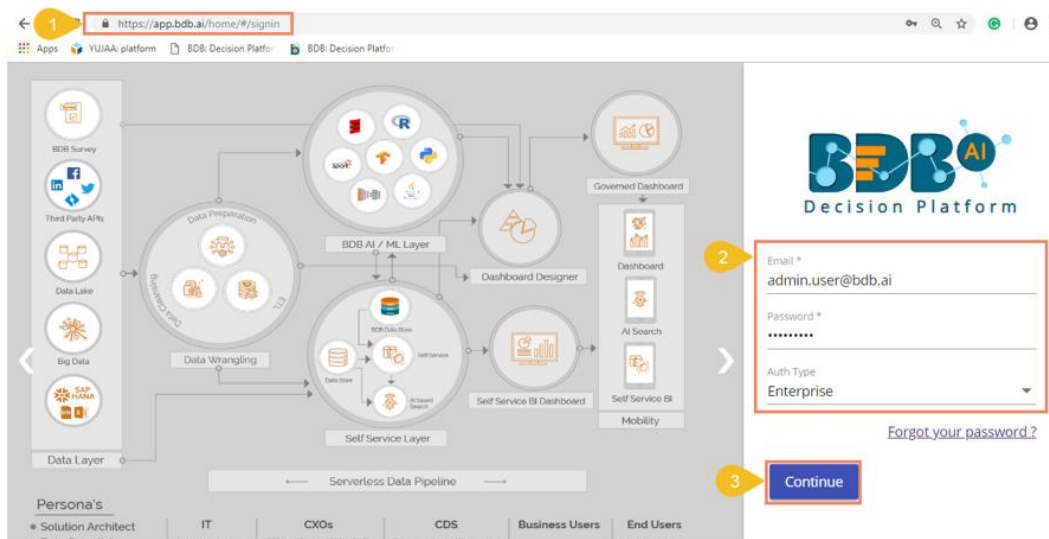 1
https://app.bdb.ai/home/#/signin
Apps YUJAA: platform BDB: Decision Platfor BDB: Decision Platfor
BDB Survey
Third Party APIs
Data Lake
Big Data
SAP HANA
Data Layer
Data Preparation
Data Cleansing
ETL
Data Wrangling
Spark
R
BDB AI / ML Layer
BDB Data Store
Data Store
Self Service
AI based
Search
Self Service Layer
Dashboard Designer
Self Service BI Dashboard
Governed Dashboard
Dashboard
AI Search
Self Service BI
Mobility
Serverless Data Pipeline
Persona's
Solution Architect
IT CXOs CDS Business Users End Users
BDB AI
Decision Platform
2
Email *
admin.user@bdb.ai
Password *
•••••••••
Auth Type
Enterprise
Forgot your password ?
3
Continue